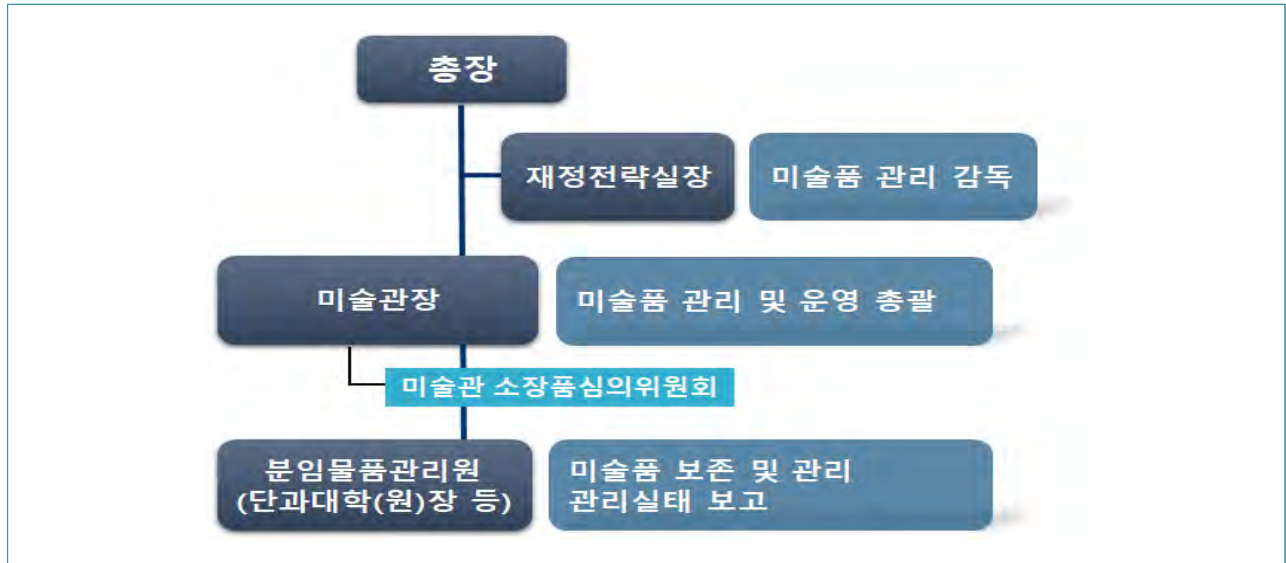 총장
재정전략실장
미술품 관리 감독
미술관장
미술품 관리 및 운영 총괄
미술관 소장품심의위원회
분임물품관리원
(단과대학(원)장 등)
미술품 보존 및 관리
관리실태 보고